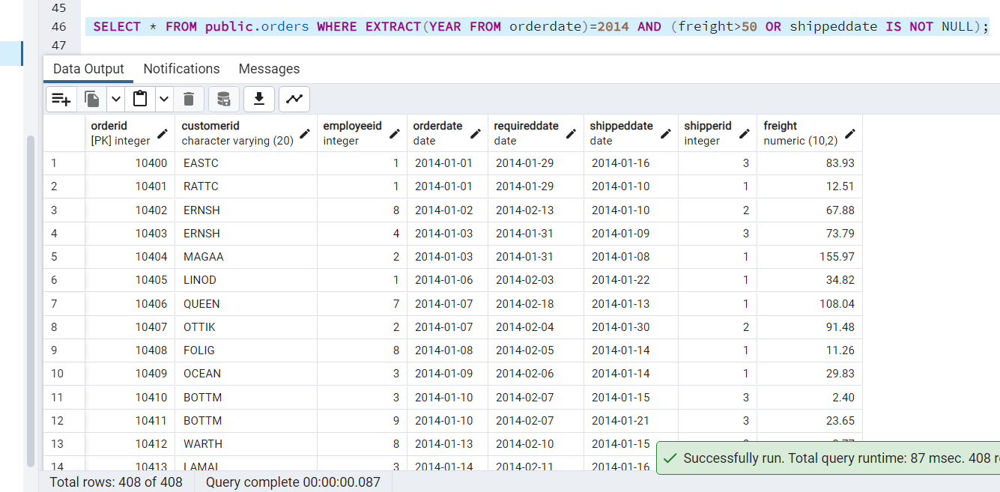 45
46 SELECT * FROM public.orders WHERE EXTRACT(YEAR FROM orderdate)=2014 AND (freight>50 OR shippeddate IS NOT NULL);
47
Data Output Notifications Messages
orderid customerid employeeid orderdate requireddate shippeddate shipperid freight
[PK] integer character varying (20) integer date date date integer numeric (10,2)
1 10400 EASTC 1 2014-01-01 2014-01-29 2014-01-16 3 83.93
2 10401 RATTC 1 2014-01-01 2014-01-29 2014-01-10 1 12.51
3 10402 ERNSH 8 2014-01-02 2014-02-13 2014-01-10 2 67.88
4 10403 ERNSH 4 2014-01-03 2014-01-31 2014-01-09 3 73.79
5 10404 MAGAA 2 2014-01-03 2014-01-31 2014-01-08 1 155.97
6 10405 LINOD 1 2014-01-06 2014-02-03 2014-01-22 1 34.82
7 10406 QUEEN 7 2014-01-07 2014-02-18 2014-01-13 1 108.04
8 10407 OTTIK 2 2014-01-07 2014-02-04 2014-01-30 2 91.48
9 10408 FOLIG 8 2014-01-08 2014-02-05 2014-01-14 1 11.26
10 10409 OCEAN 3 2014-01-09 2014-02-06 2014-01-14 1 29.83
11 10410 BOTTM 3 2014-01-10 2014-02-07 2014-01-15 3 2.40
12 10411 BOTTM 9 2014-01-10 2014-02-07 2014-01-21 3 23.65
13 10412 WARTH 8 2014-01-13 2014-02-10 2014-01-15
14 10413 LAMAI 3 2014-01-14 2014-02-11 2014-01-16
Successfully run. Total query runtime: 87 msec. 408
Total rows: 408 of 408 Query complete 00:00:00.087